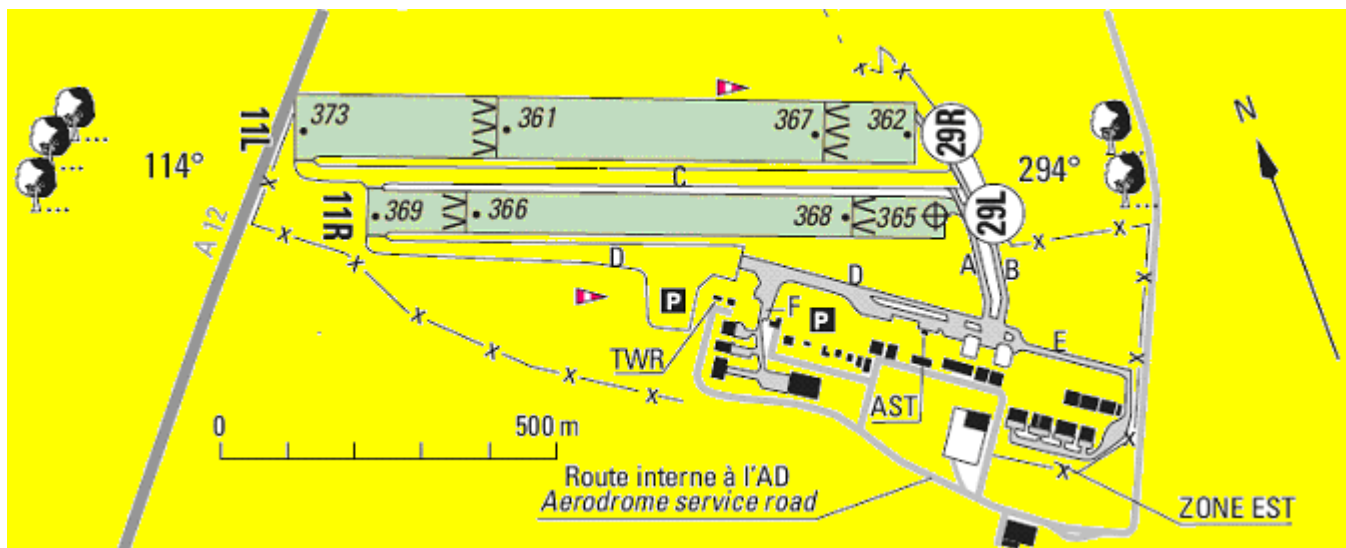 N
11L
373
361
367
362
29R
114°
294°
C
11R
369
366
368
365
29L
A 12
D
D
A
B
P
F
P
E
TWR
AST
0
500 m
Route interne à l'AD
Aerodrome service road
ZONE EST